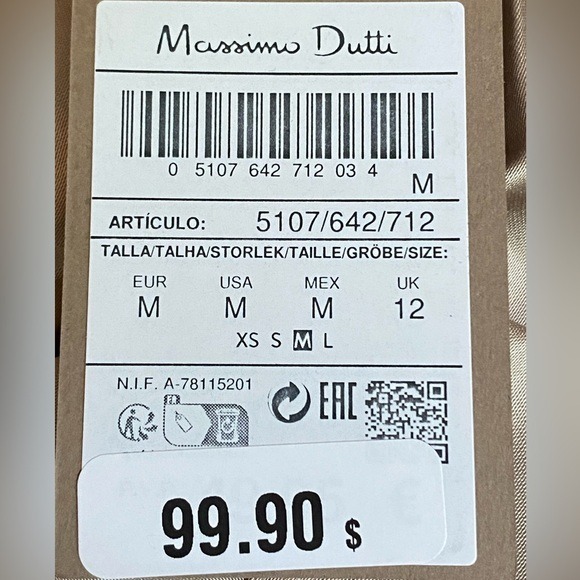 Massimo Dutti
0 5107 642 712 03 4
M
ARTÍCULO: 5107/642/712
TALLA/TALHA/STORLEK/TAILLE/GRÖBE/SIZE:
EUR USA MEX UK
M M M 12
XS S M L
N.I.F. A-78115201
FR
EAC
99.90 $